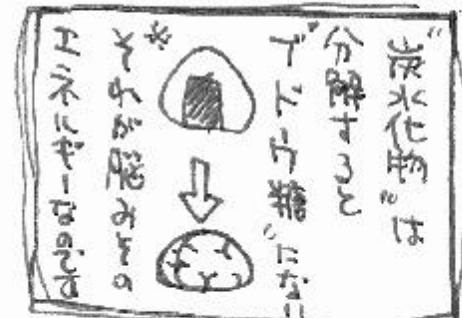 “炭水化物”は
分解すると
“ブドウ糖”になり
それが脳みその
エネルギーなのです